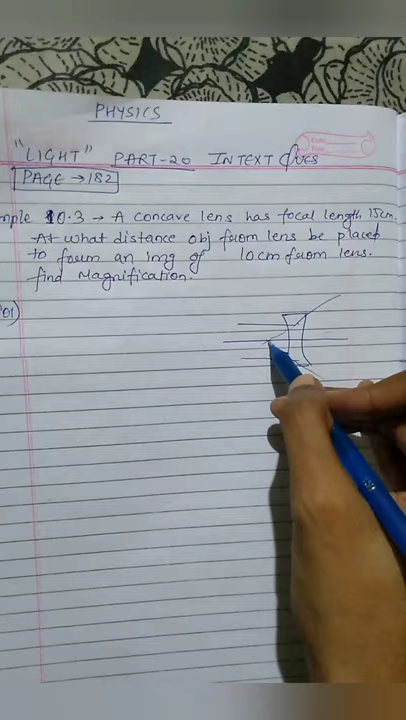 PHYSICS
"LIGHT" PART-20 INTEXT QUES
PAGE → 182
mple 10.3 → A concave lens has focal length 15cm.
At what distance obj from lens be placed
to form an img of 10cm from lens.
find Magnification.